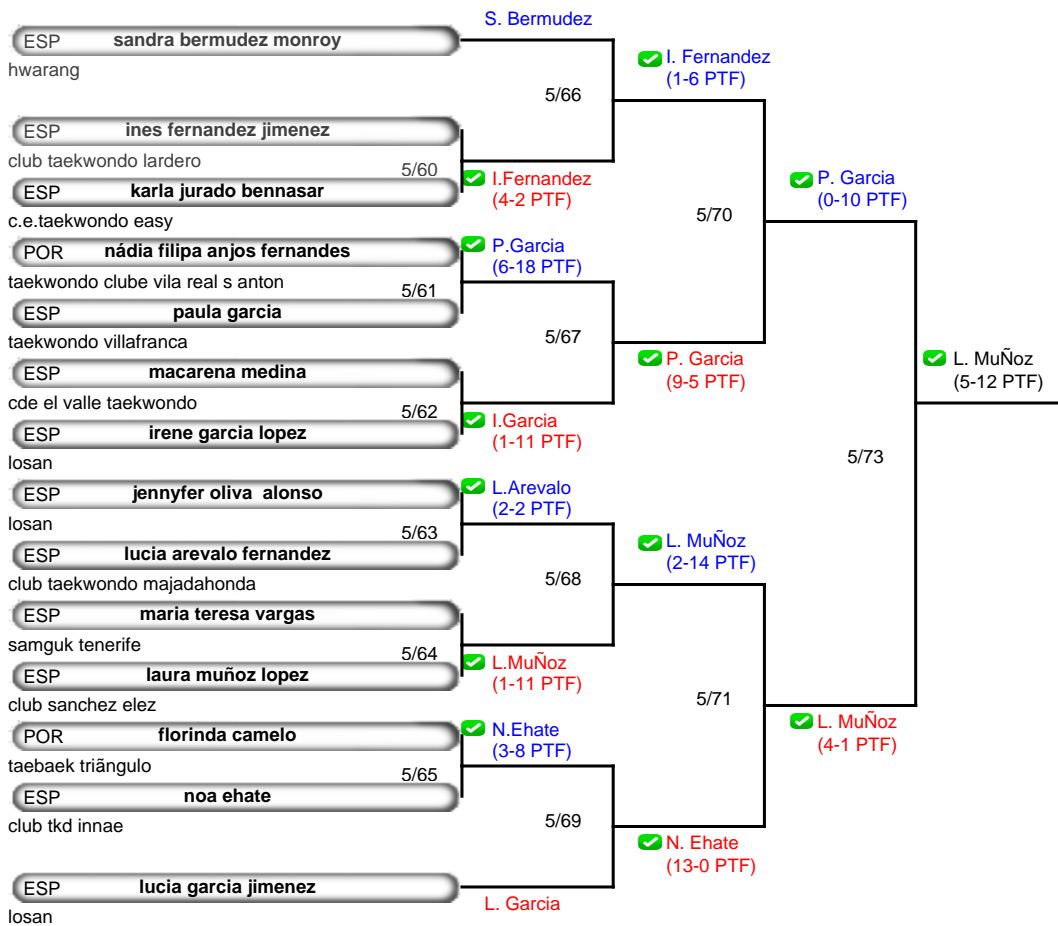 S. Bermudez
ESP sandra bermudez monroy
hwarang
I. Fernandez
(1-6 PTF)
5/66
ESP ines fernandez jimenez
club taekwondo lardero
5/60
I.Fernandez
(4-2 PTF)
ESP karla jurado bennasar
c.e.taekwondo easy
P. Garcia
(0-10 PTF)
5/70
POR nádia filipa anjos fernandes
P.Garcia
(6-18 PTF)
taekwondo clube vila real s anton
5/61
ESP paula garcia
taekwondo villafranca
5/67
P. Garcia
(9-5 PTF)
ESP macarena medina
cde el valle taekwondo
5/62
I.Garcia
(1-11 PTF)
ESP irene garcia lopez
losan
L. MuÑoz
(5-12 PTF)
5/73
ESP jennyfer oliva alonso
L.Arevalo
(2-2 PTF)
losan
5/63
ESP lucia arevalo fernandez
club taekwondo majadahonda
L. MuÑoz
(2-14 PTF)
5/68
ESP maria teresa vargas
samguk tenerife
5/64
L.MuÑoz
(1-11 PTF)
ESP laura muñoz lopez
club sanchez elez
5/71
L. MuÑoz
(4-1 PTF)
POR florinda camelo
N.Ehate
(3-8 PTF)
taebaek triãngulo
5/65
ESP noa ehate
club tkd innae
5/69
N. Ehate
(13-0 PTF)
ESP lucia garcia jimenez
L. Garcia
losan